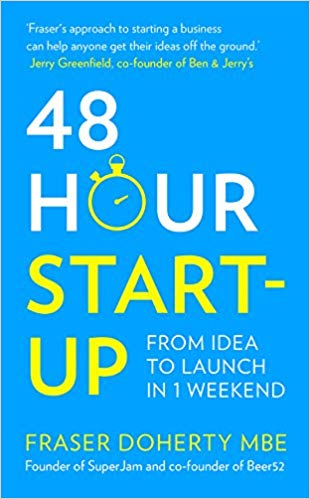 'Fraser's approach to starting a business
can help anyone get their ideas off the ground.'
Jerry Greenfield, co-founder of Ben & Jerry's
48
HOUR
START-
UP
FROM IDEA
TO LAUNCH
IN 1 WEEKEND
FRASER DOHERTY MBE
Founder of SuperJam and co-founder of Beer52